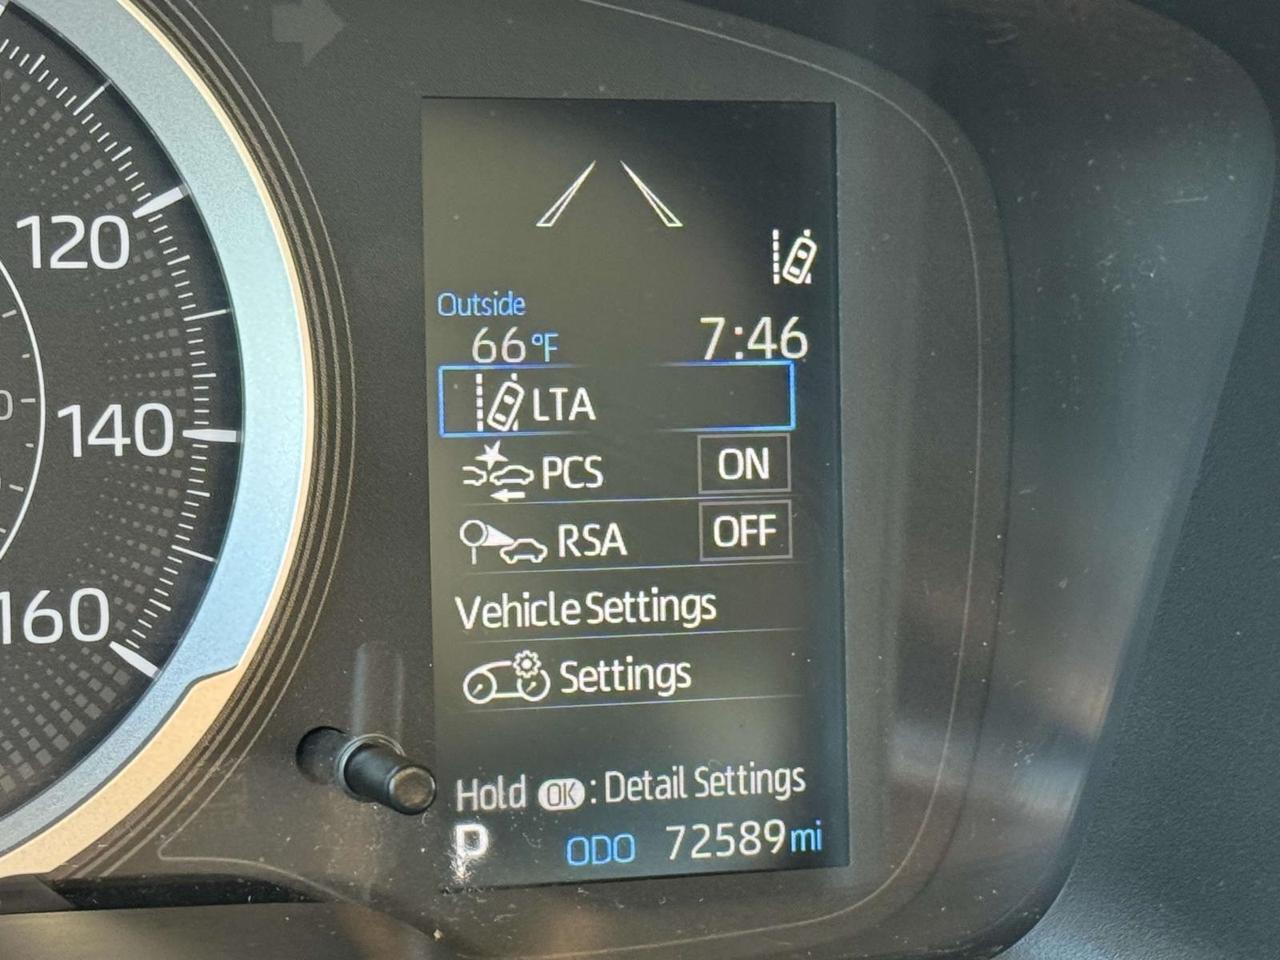 120
140
160
0
Outside
66 °F 7:46
LTA
PCS ON
RSA OFF
Vehicle Settings
Settings
Hold OK : Detail Settings
P ODO 72589 mi